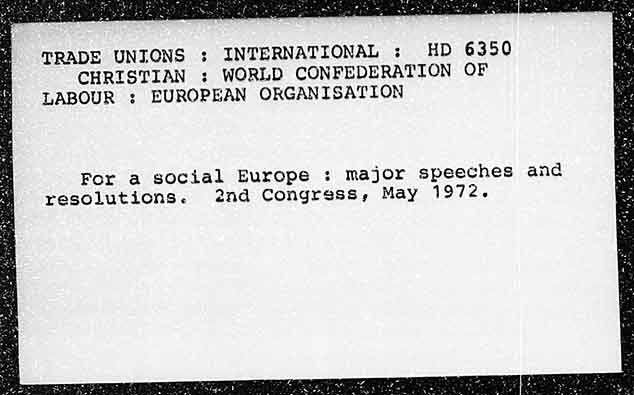 TRADE UNIONS : INTERNATIONAL : HD 6350
CHRISTIAN : WORLD CONFEDERATION OF
LABOUR : EUROPEAN ORGANISATION
For a social Europe : major speeches and
resolutions. 2nd Congress, May 1972.